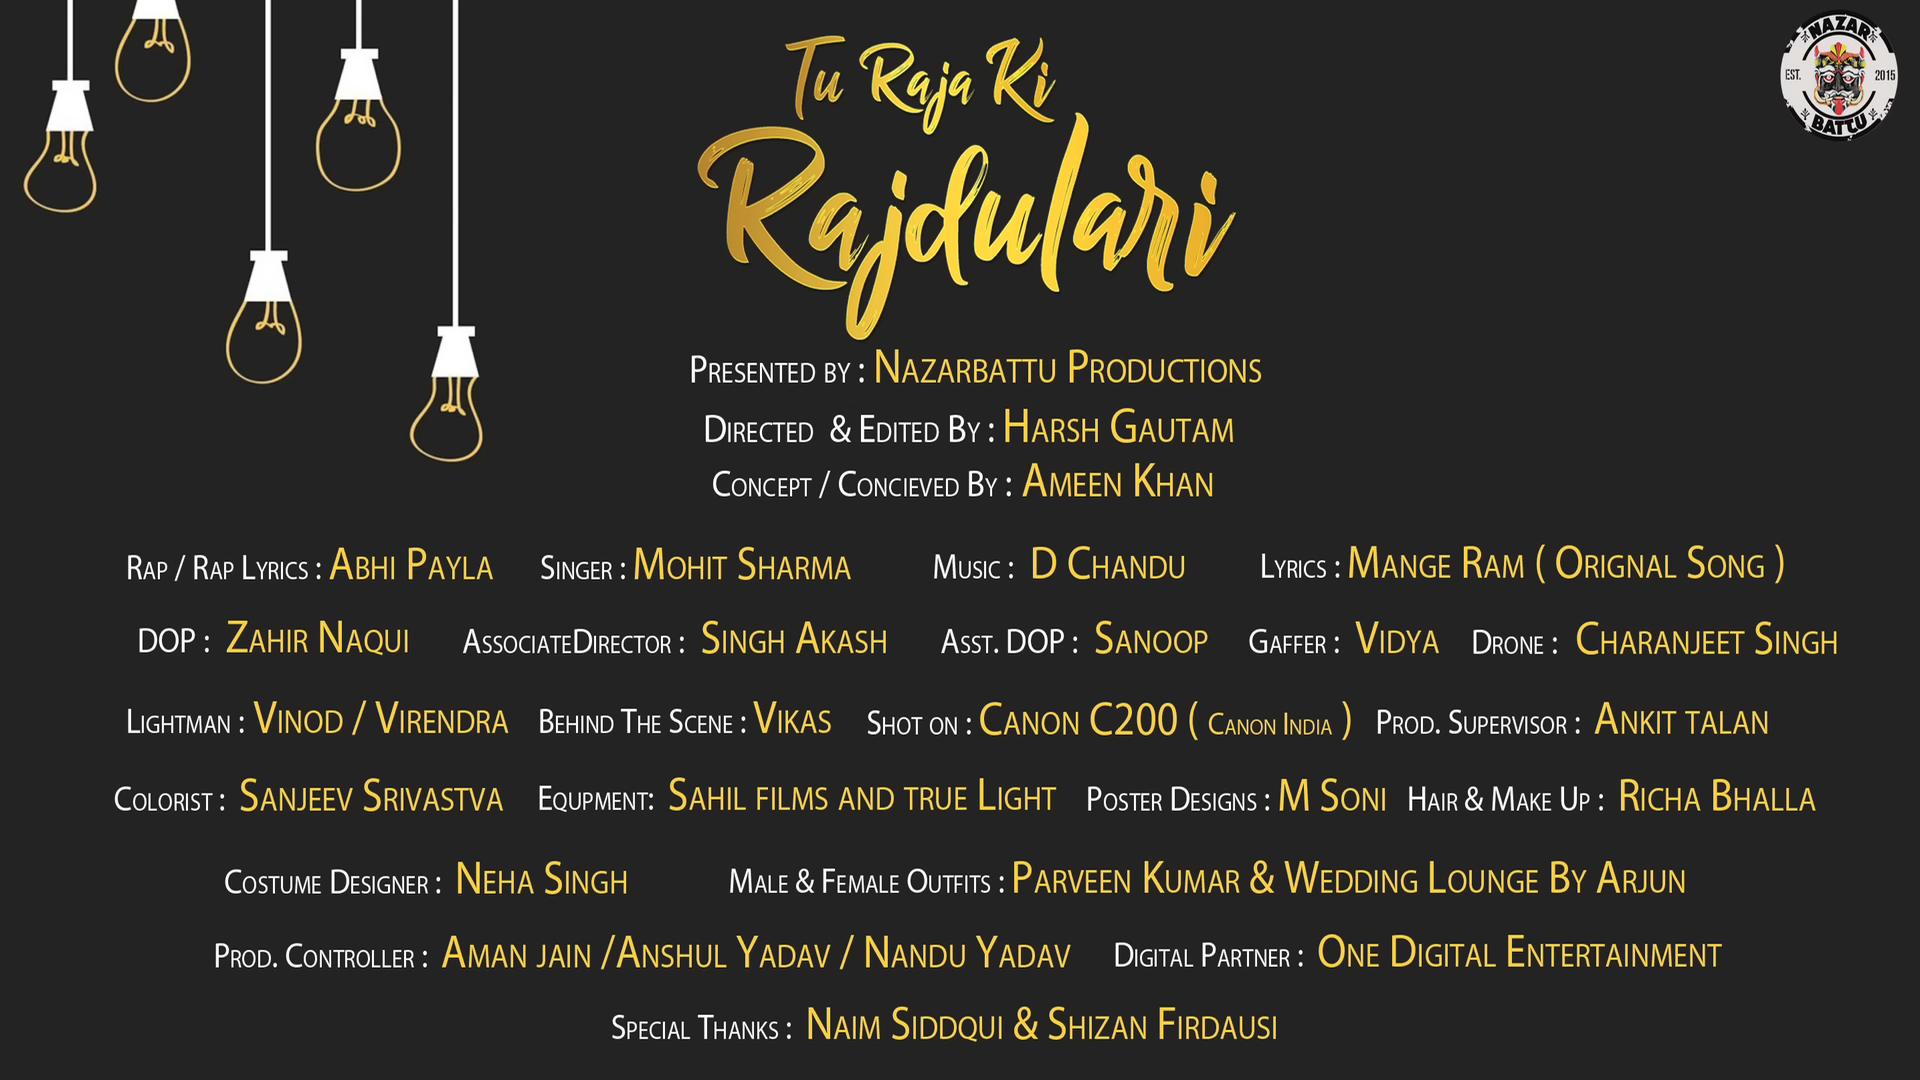 Tu Raja Ki
Rajdulari
NAZAR
EST. 2015
BATTU
PRESENTED BY : NAZARBATTU PRODUCTIONS
DIRECTED & EDITED BY : HARSH GAUTAM
CONCEPT / CONCIEVED BY : AMEEN KHAN
RAP / RAP LYRICS : ABHI PAYLA SINGER : MOHIT SHARMA MUSIC : D CHANDU LYRICS : MANGE RAM ( ORIGNAL SONG )
DOP : ZAHIR NAQUI ASSOCIATEDIRECTOR : SINGH AKASH ASST. DOP : SANOOP GAFFER : VIDYA DRONE : CHARANJEET SINGH
LIGHTMAN : VINOD / VIRENDRA BEHIND THE SCENE : VIKAS SHOT ON : CANON C200 ( CANON INDIA ) PROD. SUPERVISOR : ANKIT TALAN
COLORIST : SANJEEV SRIVASTVA EQUPMENT: SAHIL FILMS AND TRUE LIGHT POSTER DESIGNS : M SONI HAIR & MAKE UP : RICHA BHALLA
COSTUME DESIGNER : NEHA SINGH MALE & FEMALE OUTFITS : PARVEEN KUMAR & WEDDING LOUNGE BY ARJUN
PROD. CONTROLLER : AMAN JAIN /ANSHUL YADAV / NANDU YADAV DIGITAL PARTNER : ONE DIGITAL ENTERTAINMENT
SPECIAL THANKS : NAIM SIDDQUI & SHIZAN FIRDAUSI